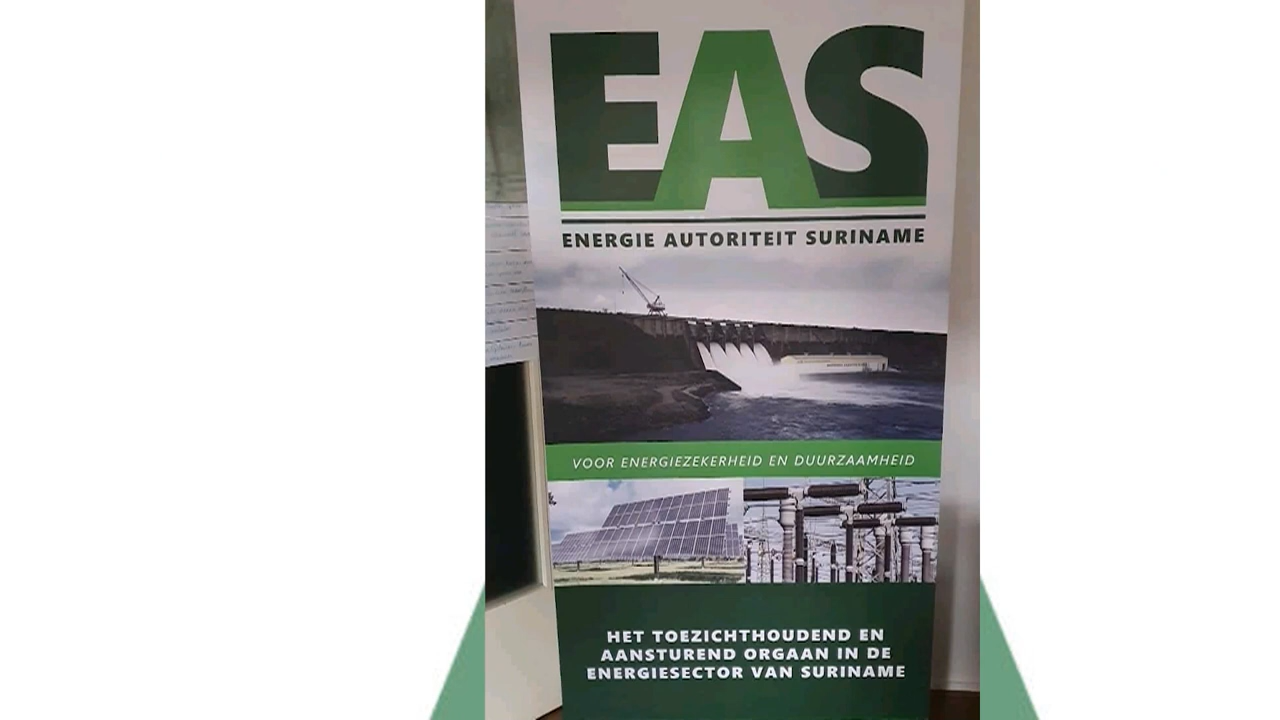 EAS
ENERGIE AUTORITEIT SURINAME
VOOR ENERGIEZEKERHEID EN DUURZAAMHEID
HET TOEZICHTHOUDEND EN
AANSTUREND ORGAAN IN DE
ENERGIESECTOR VAN SURINAME